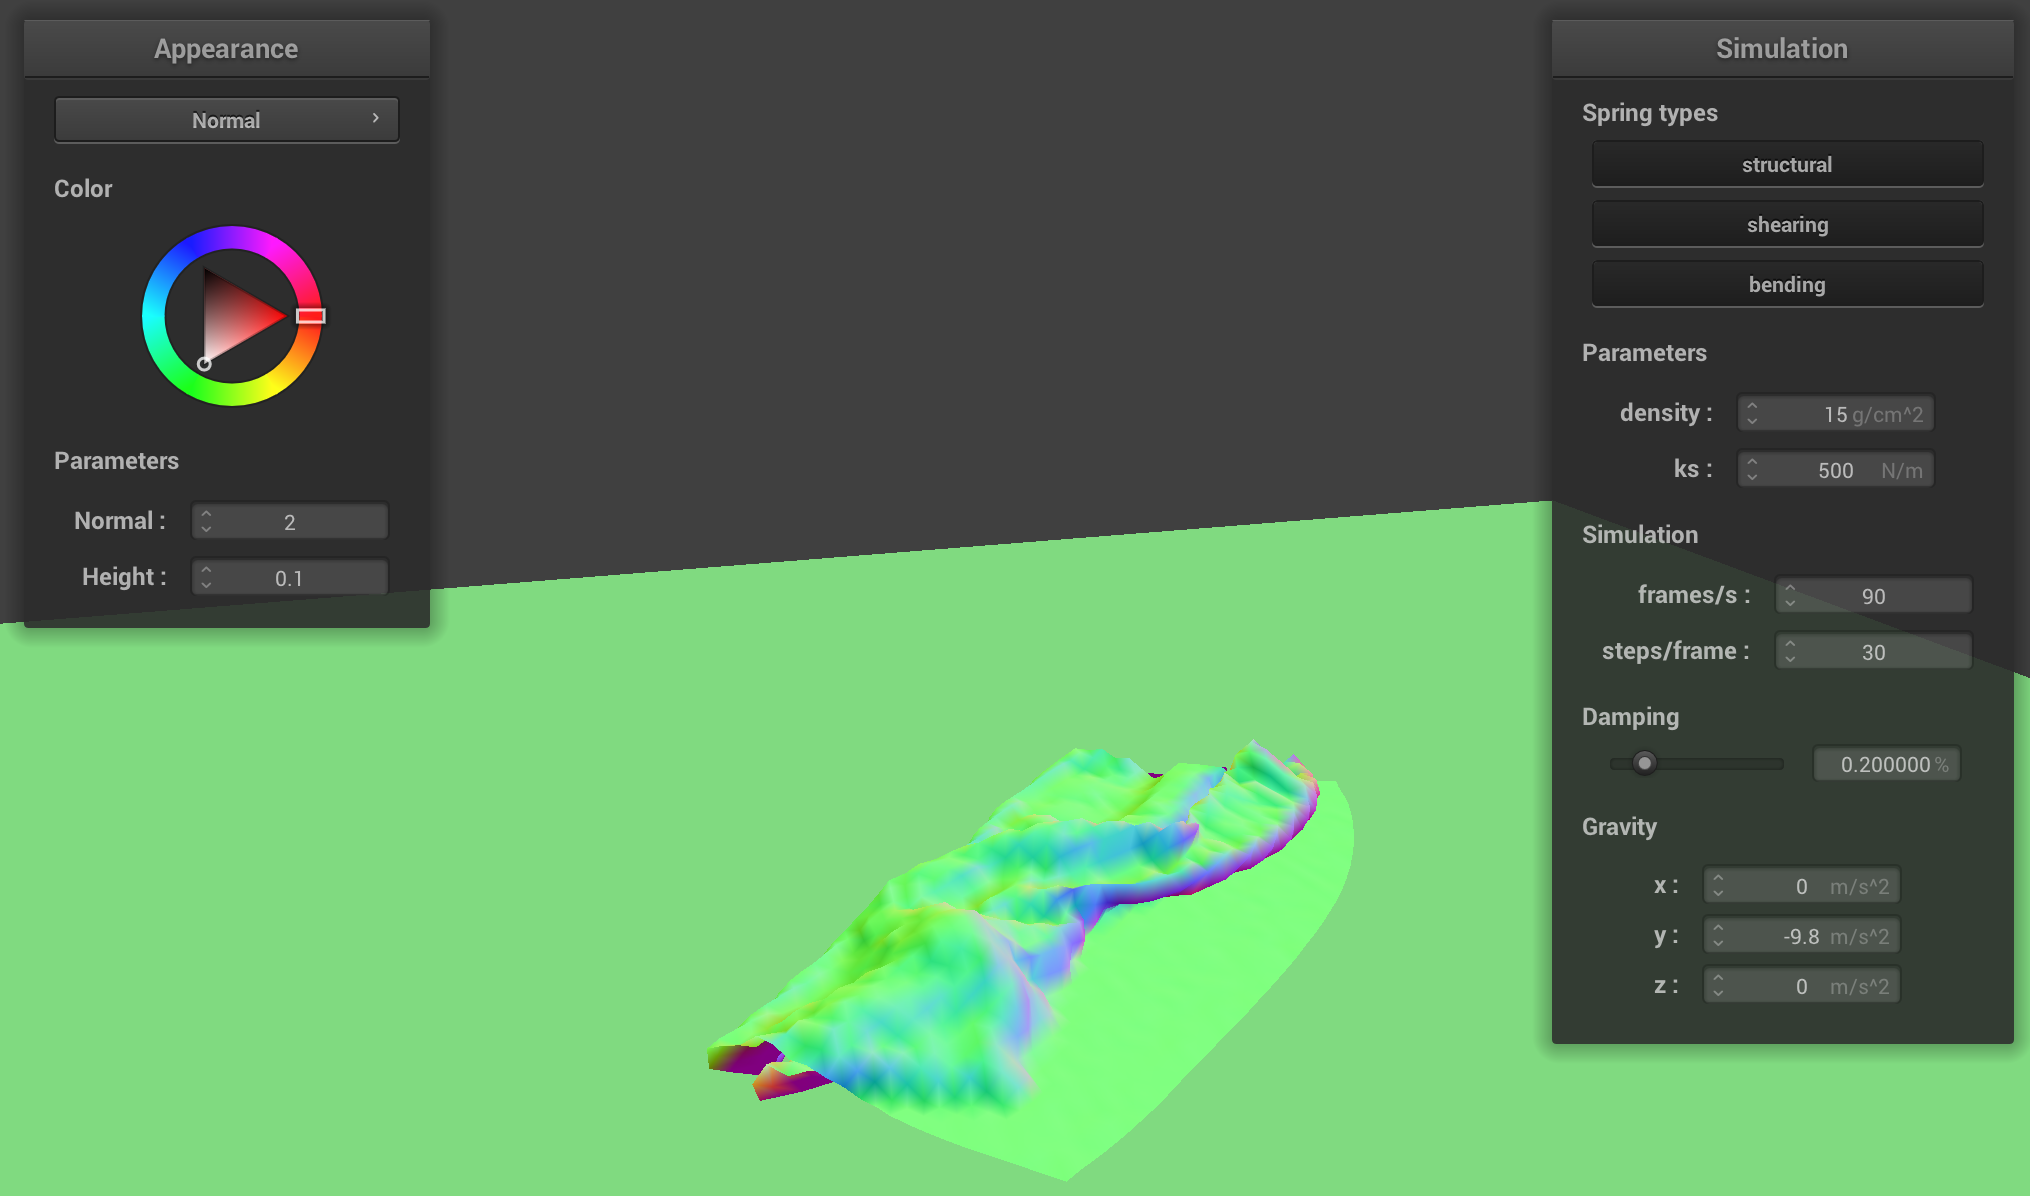 Appearance
Normal
Color
Parameters
Normal : 2
Height : 0.1
Simulation
Spring types
structural
shearing
bending
Parameters
density : 15 g/cm^2
ks : 500 N/m
Simulation
frames/s : 90
steps/frame : 30
Damping
0.200000 %
Gravity
x : 0 m/s^2
y : -9.8 m/s^2
z : 0 m/s^2